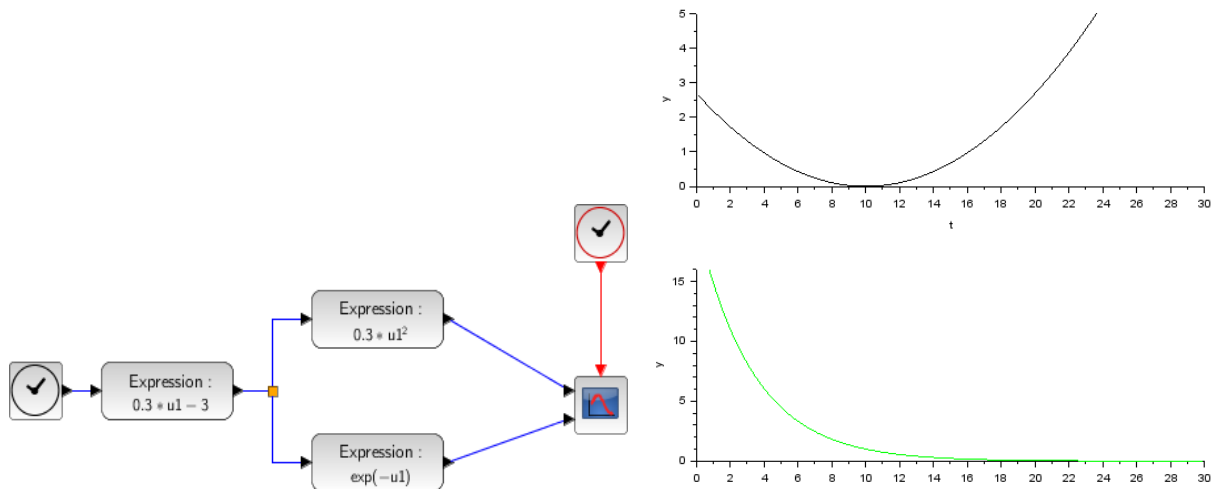 Expression :
0.3 * u1 − 3
Expression :
0.3 * u1²
Expression :
exp(−u1)
5
4
3
2
1
0
y
0 2 4 6 8 10 12 14 16 18 20 22 24 26 28 30
t
15
10
5
0
y
0 2 4 6 8 10 12 14 16 18 20 22 24 26 28 30